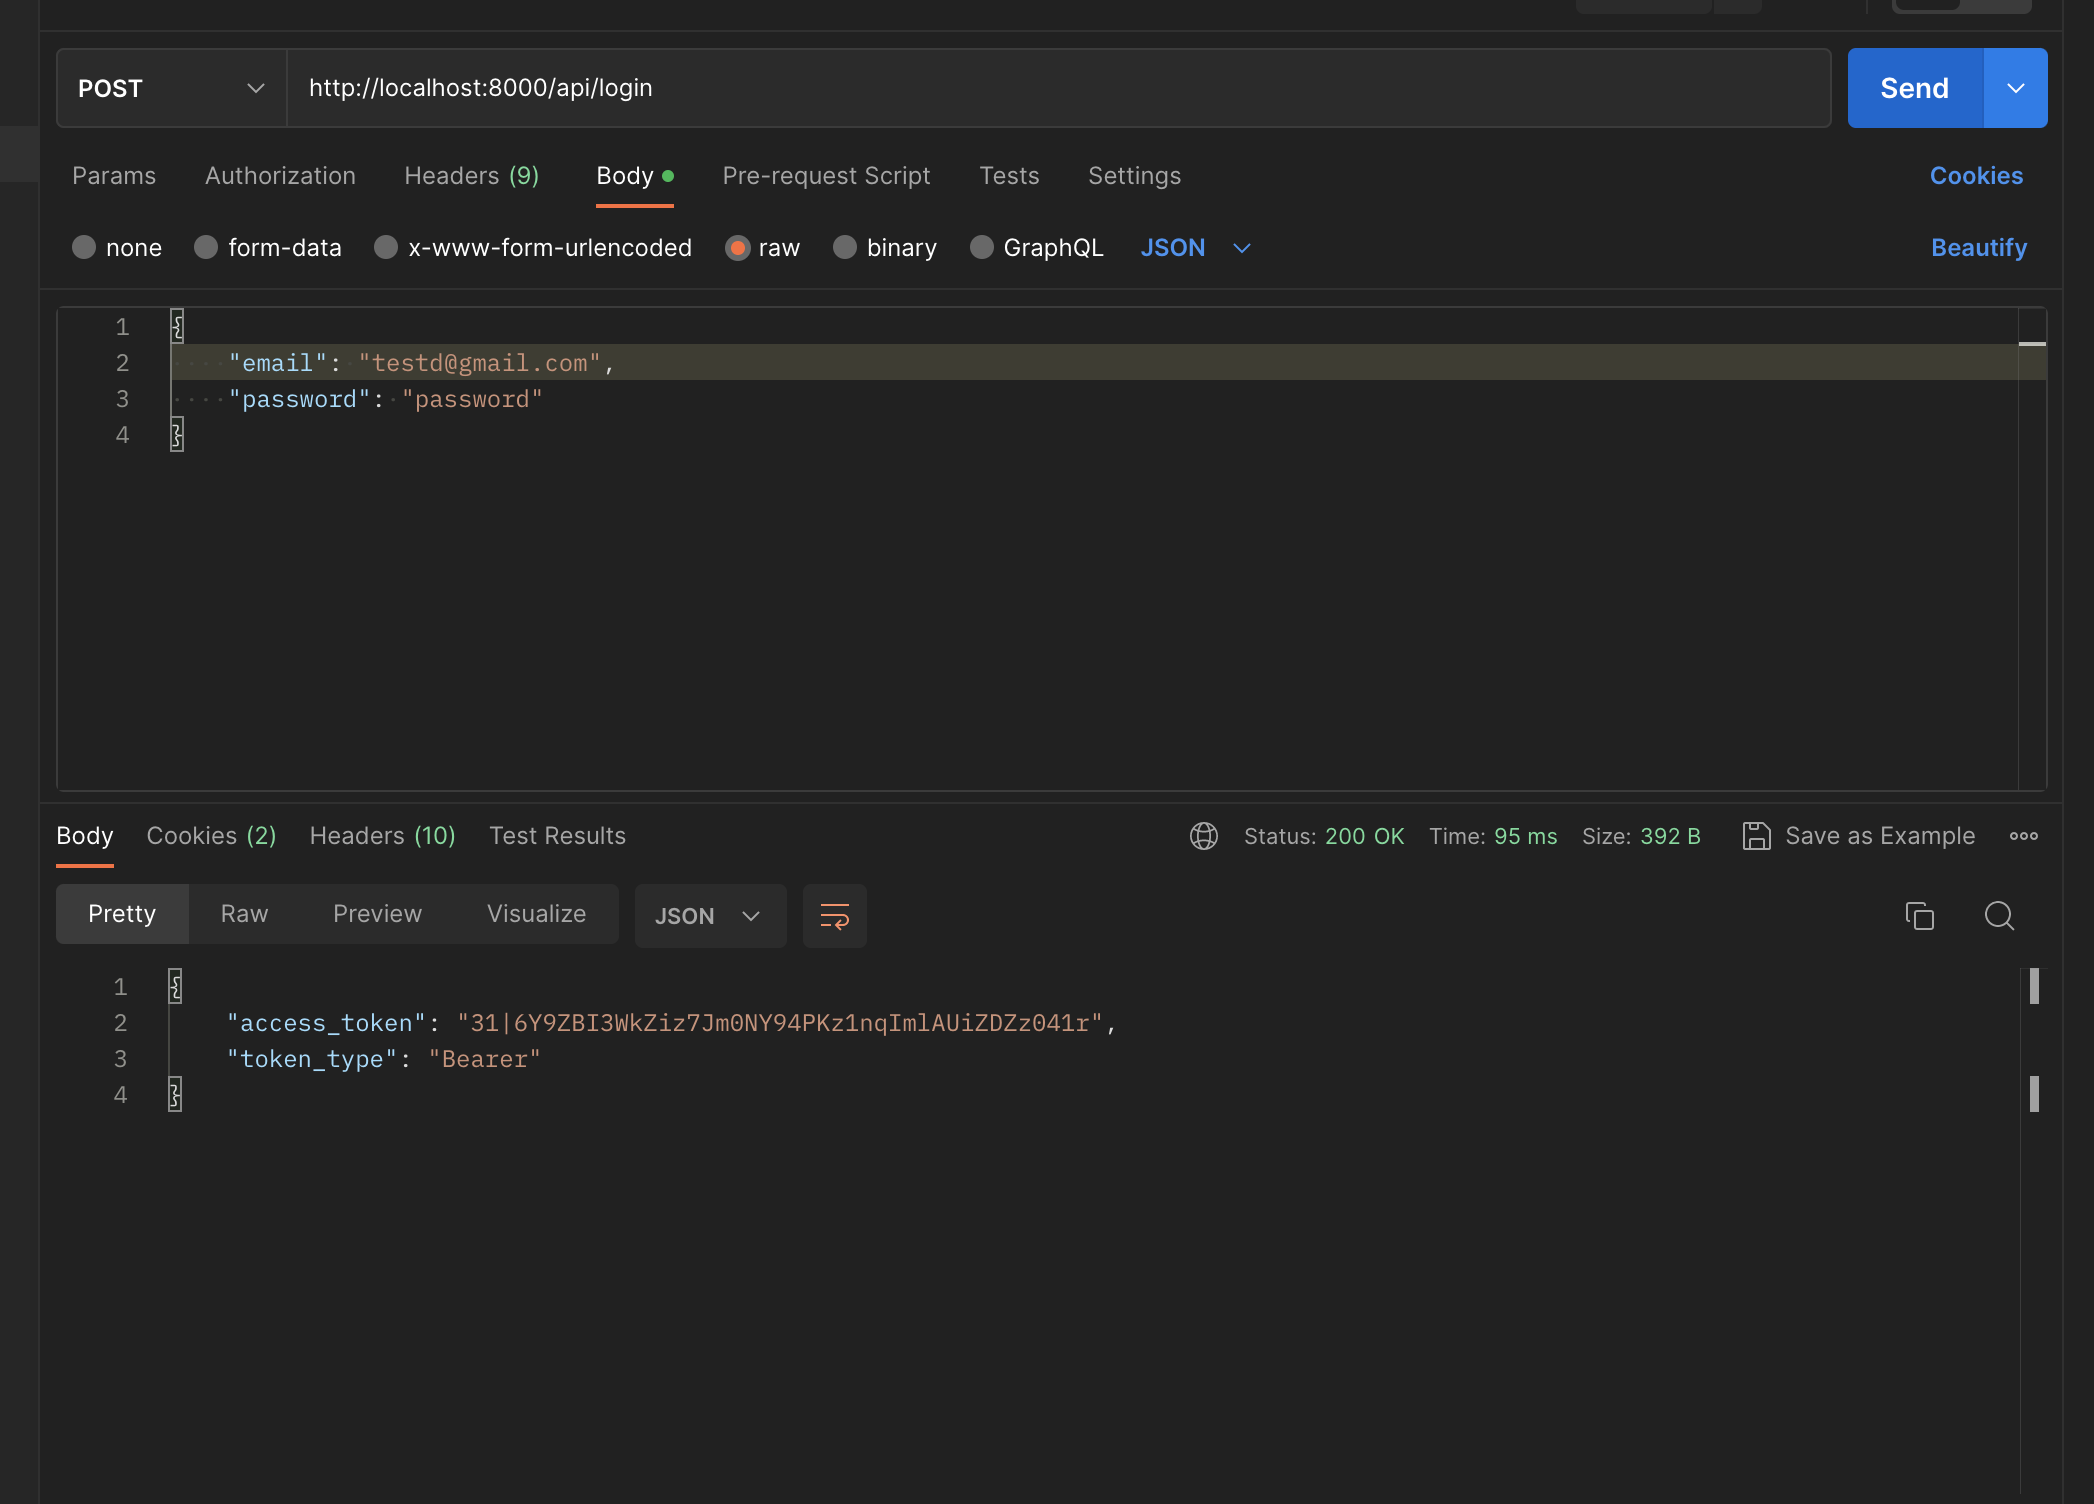 POST http://localhost:8000/api/login Send
Params Authorization Headers (9) Body Pre-request Script Tests Settings Cookies
none form-data x-www-form-urlencoded raw binary GraphQL JSON Beautify
1 {
2 "email": "testd@gmail.com",
3 "password": "password"
4 }
Body Cookies (2) Headers (10) Test Results Status: 200 OK Time: 95 ms Size: 392 B Save as Example
Pretty Raw Preview Visualize JSON
1 {
2 "access_token": "31|6Y9ZBI3WkZiz7Jm0NY94PKz1nqImlAUiZDZz041r",
3 "token_type": "Bearer"
4 }